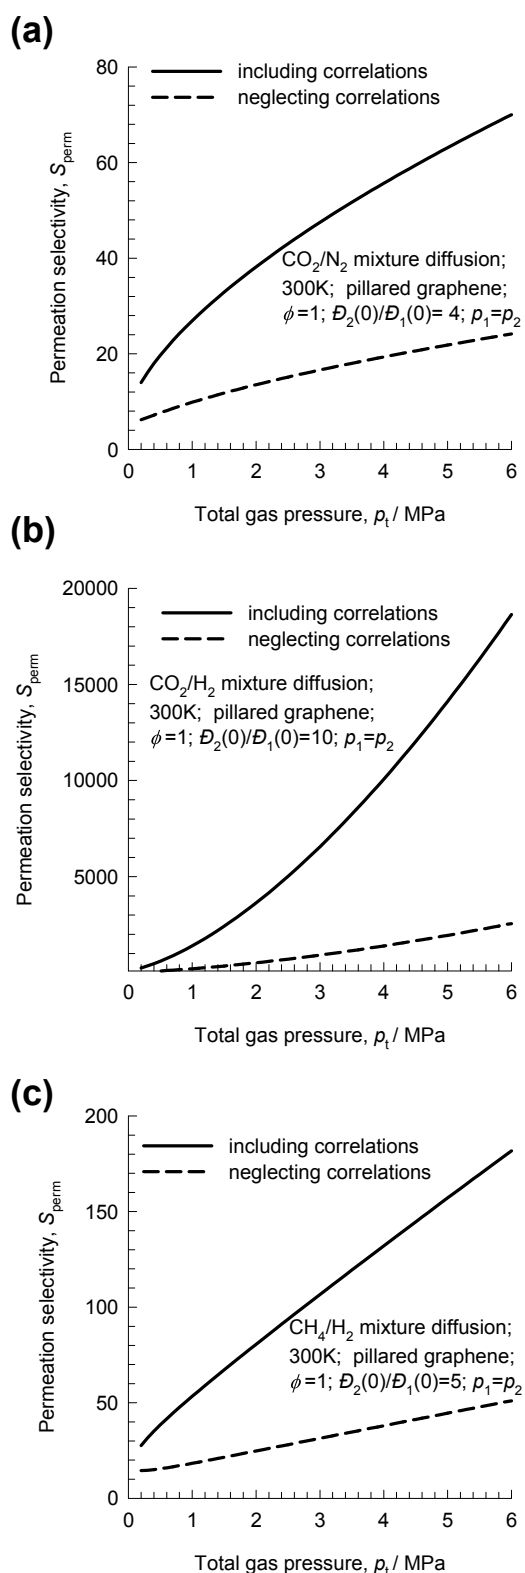 (a)
including correlations
neglecting correlations
80
60
40
20
0
Permeation selectivity, S_perm
CO₂/N₂ mixture diffusion;
300K; pillared graphene;
ϕ=1; Đ₂(0)/Đ₁(0)= 4; p₁=p₂
0 1 2 3 4 5 6
Total gas pressure, pₜ / MPa
(b)
including correlations
neglecting correlations
20000
15000
10000
5000
Permeation selectivity, S_perm
CO₂/H₂ mixture diffusion;
300K; pillared graphene;
ϕ=1; Đ₂(0)/Đ₁(0)=10; p₁=p₂
0 1 2 3 4 5 6
Total gas pressure, pₜ / MPa
(c)
including correlations
neglecting correlations
200
150
100
50
0
Permeation selectivity, S_perm
CH₄/H₂ mixture diffusion;
300K; pillared graphene;
ϕ=1; Đ₂(0)/Đ₁(0)=5; p₁=p₂
0 1 2 3 4 5 6
Total gas pressure, pₜ / MPa